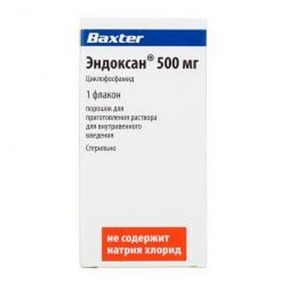 Baxter
Эндоксан® 500 мг
Циклофосфамид
1 флакон
порошок для
приготовления раствора
для внутривенного
введения
Стерильно
не содержит
натрия хлорид